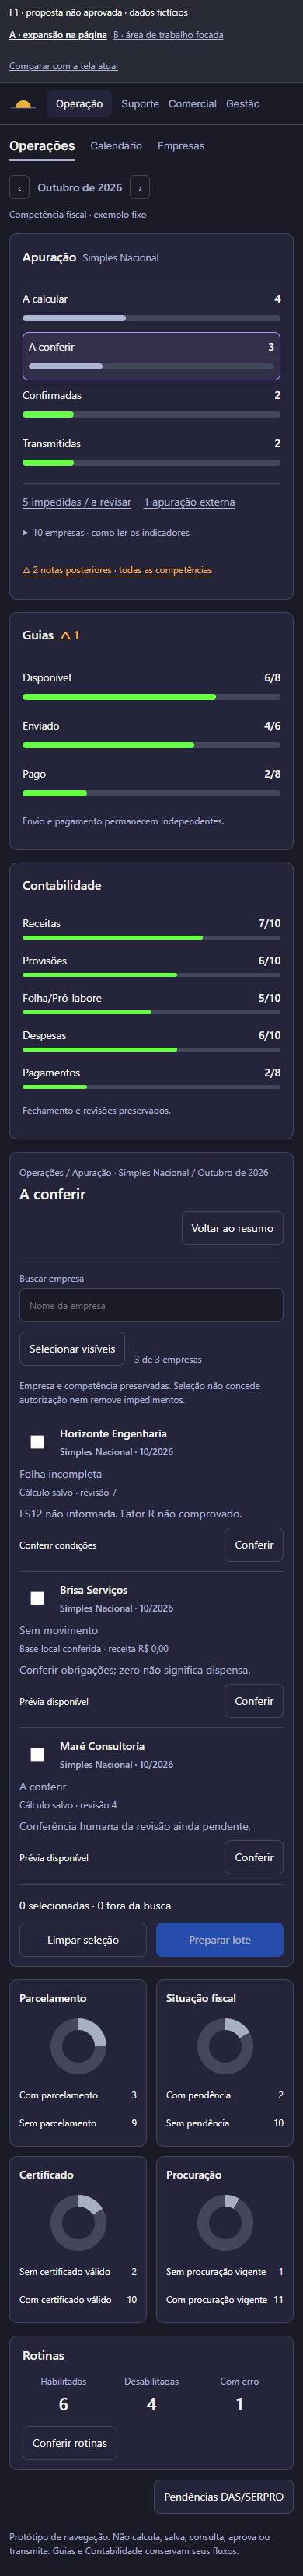 F1 · proposta não aprovada · dados fictícios
A · expansão na página B · área de trabalho focada
Comparar com a tela atual
Operação Suporte Comercial Gestão
Operações Calendário Empresas
‹ Outubro de 2026 ›
Competência fiscal · exemplo fixo
Apuração Simples Nacional
A calcular 4
A conferir 3
Confirmadas 2
Transmitidas 2
5 impedidas / a revisar 1 apuração externa
▶ 10 empresas · como ler os indicadores
△ 2 notas posteriores · todas as competências
Guias △ 1
Disponível 6/8
Enviado 4/6
Pago 2/8
Envio e pagamento permanecem independentes.
Contabilidade
Receitas 7/10
Provisões 6/10
Folha/Pró-labore 5/10
Despesas 6/10
Pagamentos 2/8
Fechamento e revisões preservados.
Operações / Apuração · Simples Nacional / Outubro de 2026
A conferir
Voltar ao resumo
Buscar empresa
Nome da empresa
Selecionar visíveis 3 de 3 empresas
Empresa e competência preservadas. Seleção não concede
autorização nem remove impedimentos.
Horizonte Engenharia
Simples Nacional · 10/2026
Folha incompleta
Cálculo salvo · revisão 7
FS12 não informada. Fator R não comprovado.
Conferir condições Conferir
Brisa Serviços
Simples Nacional · 10/2026
Sem movimento
Base local conferida · receita R$ 0,00
Conferir obrigações; zero não significa dispensa.
Prévia disponível Conferir
Maré Consultoria
Simples Nacional · 10/2026
A conferir
Cálculo salvo · revisão 4
Conferência humana da revisão ainda pendente.
Prévia disponível Conferir
0 selecionadas · 0 fora da busca
Limpar seleção Preparar lote
Parcelamento
Com parcelamento 3
Sem parcelamento 9
Situação fiscal
Com pendência 2
Sem pendência 10
Certificado
Sem certificado válido 2
Com certificado válido 10
Procuração
Sem procuração vigente 1
Com procuração vigente 11
Rotinas
Habilitadas Desabilitadas Com erro
6 4 1
Conferir rotinas
Pendências DAS/SERPRO
Protótipo de navegação. Não calcula, salva, consulta, aprova ou
transmite. Guias e Contabilidade conservam seus fluxos.